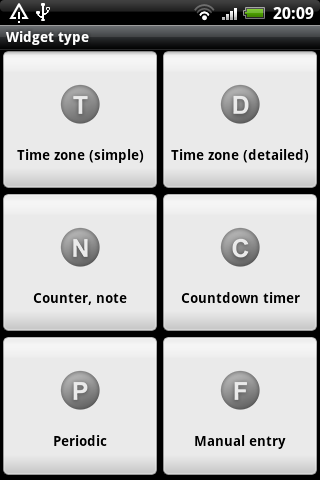 20:09
Widget type
T
D
Time zone (simple)
Time zone (detailed)
N
C
Counter, note
Countdown timer
P
F
Periodic
Manual entry